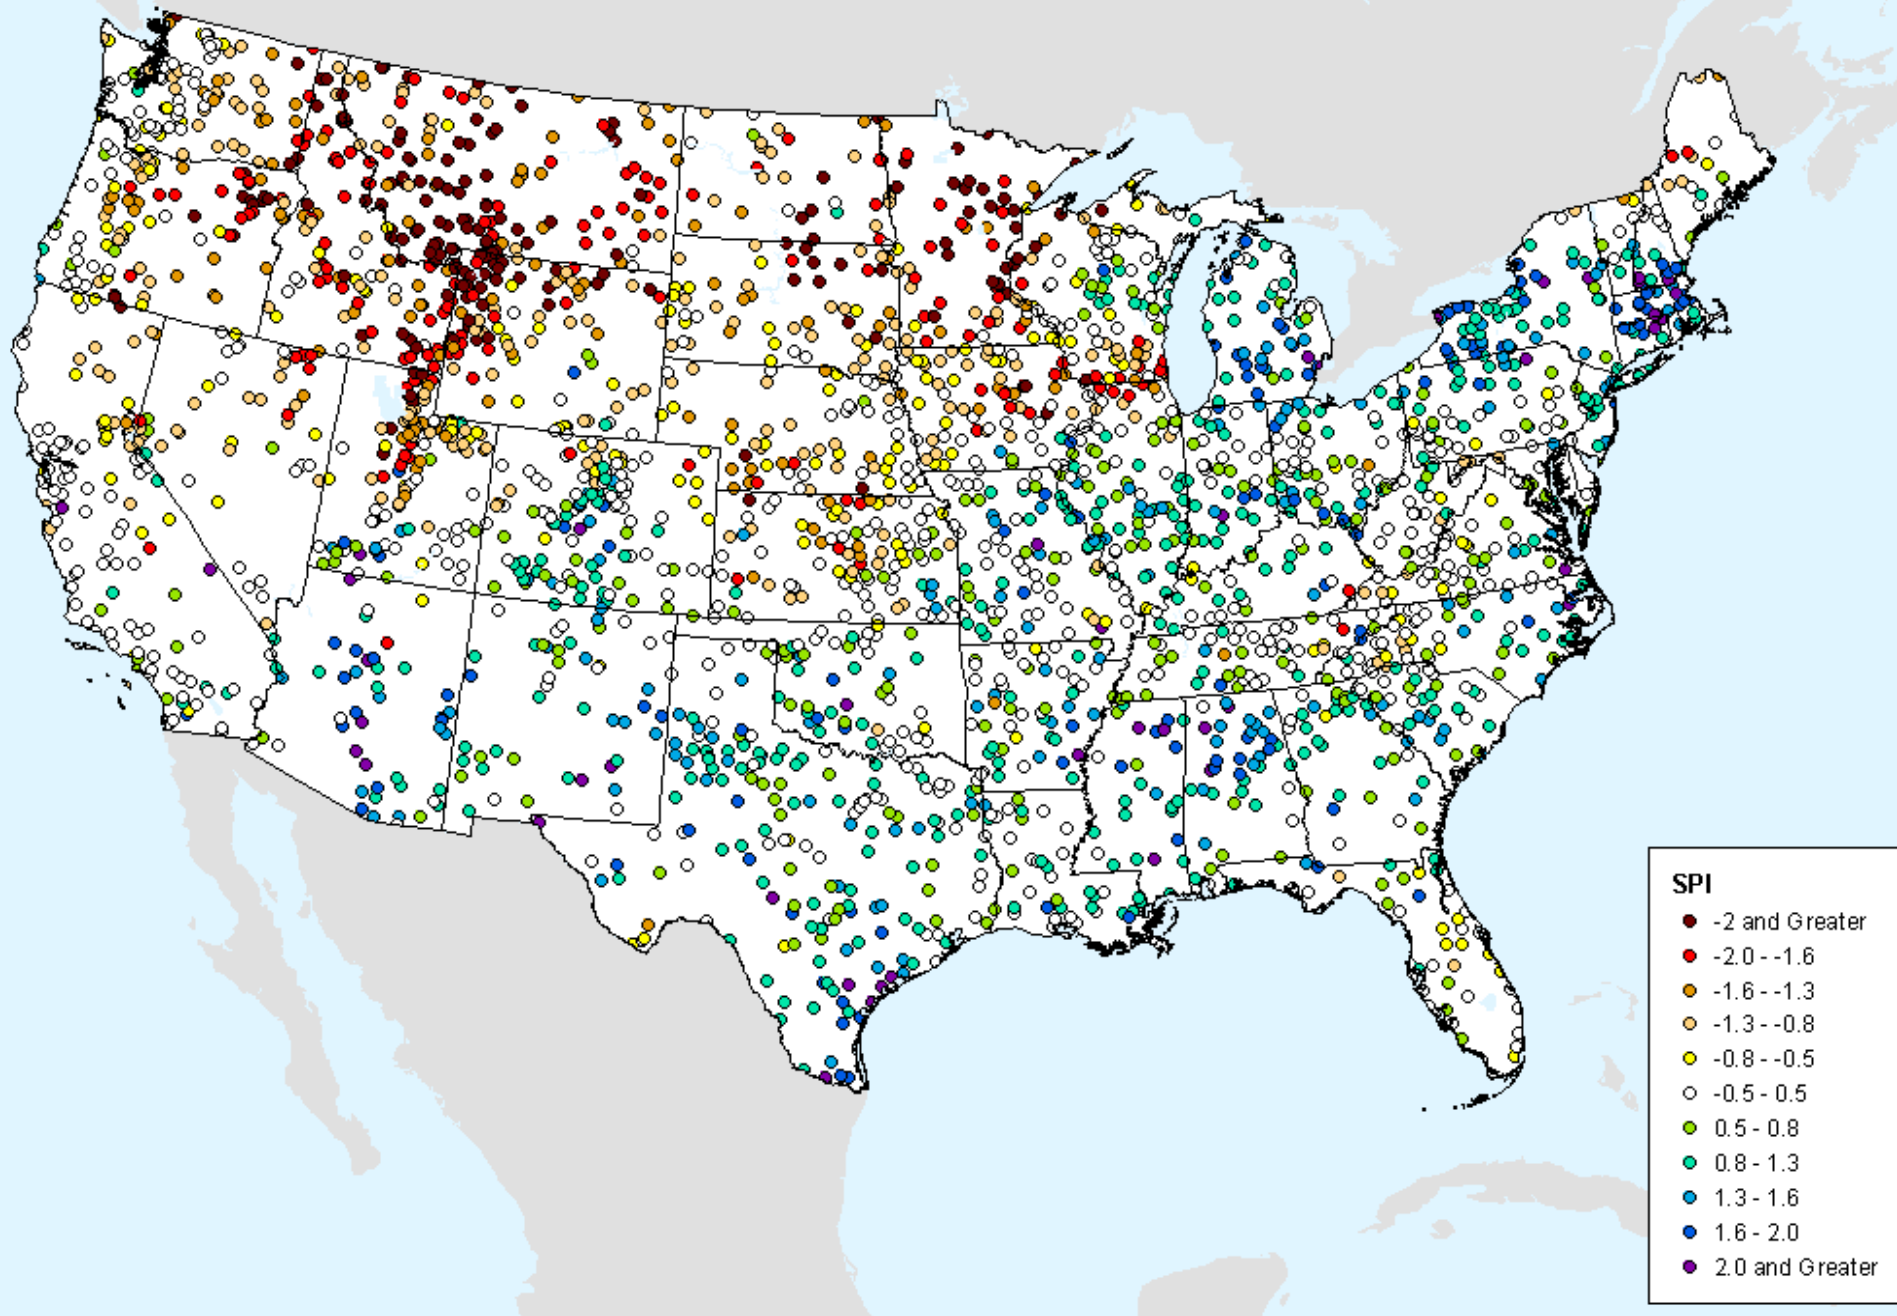 SPI
-2 and Greater
-2.0 - -1.6
-1.6 - -1.3
-1.3 - -0.8
-0.8 - -0.5
-0.5 - 0.5
0.5 - 0.8
0.8 - 1.3
1.3 - 1.6
1.6 - 2.0
2.0 and Greater